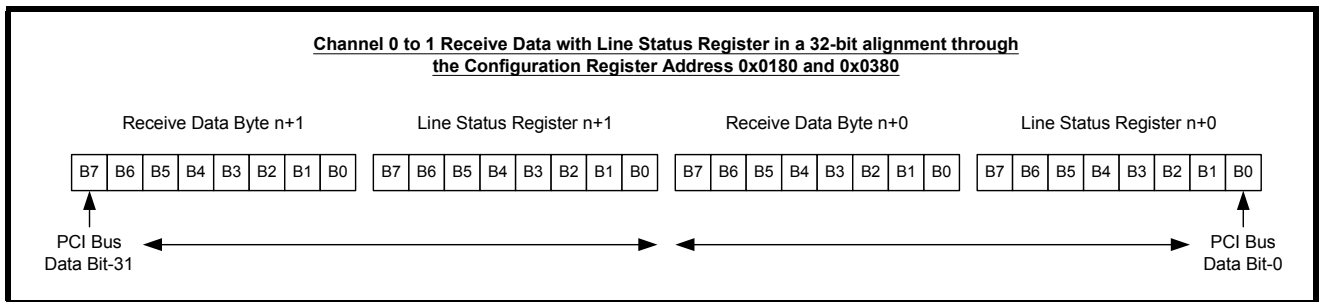 Channel 0 to 1 Receive Data with Line Status Register in a 32-bit alignment through
the Configuration Register Address 0x0180 and 0x0380
Receive Data Byte n+1 Line Status Register n+1 Receive Data Byte n+0 Line Status Register n+0
B7 B6 B5 B4 B3 B2 B1 B0 B7 B6 B5 B4 B3 B2 B1 B0 B7 B6 B5 B4 B3 B2 B1 B0 B7 B6 B5 B4 B3 B2 B1 B0
PCI Bus
Data Bit-31
PCI Bus
Data Bit-0